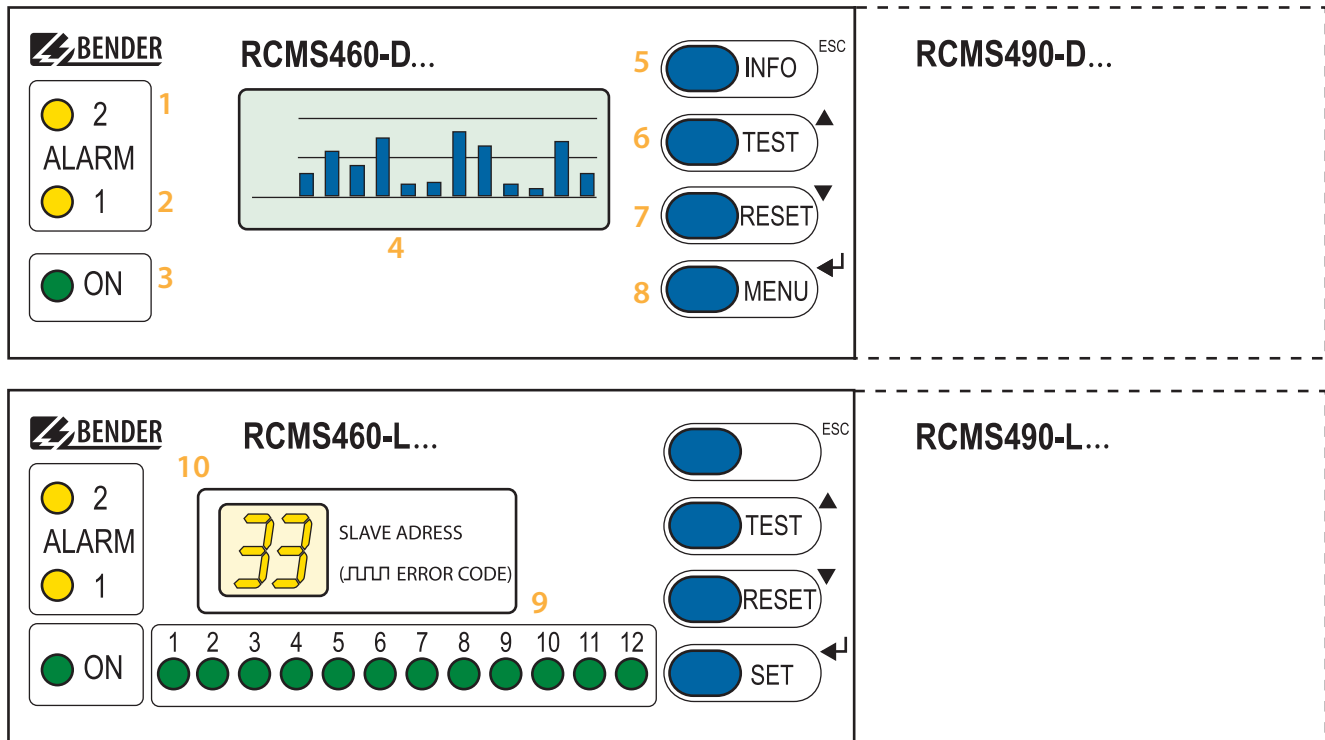 BENDER
RCMS460-D...
RCMS490-D...
2
1
ALARM
1
2
ON
3
4
5
INFO
ESC
6
TEST
7
RESET
8
MENU
BENDER
RCMS460-L...
RCMS490-L...
2
ALARM
1
ON
10
33
SLAVE ADRESS
( ERROR CODE)
9
1 2 3 4 5 6 7 8 9 10 11 12
ESC
TEST
RESET
SET